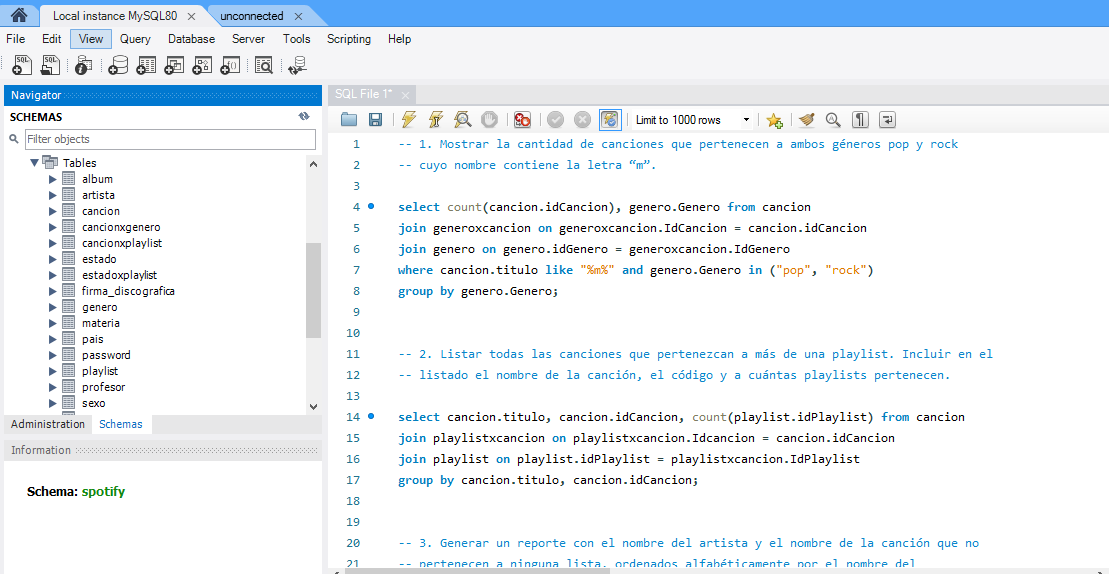 Local instance MySQL80
unconnected
File Edit View Query Database Server Tools Scripting Help
Navigator
SCHEMAS
Filter objects
Tables
album
artista
cancion
cancionxgenero
cancionxplaylist
estado
estadoxplaylist
firma_discografica
genero
materia
pais
password
playlist
profesor
sexo
Administration Schemas
Information
Schema: spotify
SQL File 1*
Limit to 1000 rows
1 -- 1. Mostrar la cantidad de canciones que pertenecen a ambos géneros pop y rock
2 -- cuyo nombre contiene la letra “m”.
3
4 select count(cancion.idCancion), genero.Genero from cancion
5 join generoxcancion on generoxcancion.IdCancion = cancion.idCancion
6 join genero on genero.idGenero = generoxcancion.IdGenero
7 where cancion.titulo like "%m%" and genero.Genero in ("pop", "rock")
8 group by genero.Genero;
9
10
11 -- 2. Listar todas las canciones que pertenezcan a más de una playlist. Incluir en el
12 -- listado el nombre de la canción, el código y a cuántas playlists pertenecen.
13
14 select cancion.titulo, cancion.idCancion, count(playlist.idPlaylist) from cancion
15 join playlistxcancion on playlistxcancion.Idcancion = cancion.idCancion
16 join playlist on playlist.idPlaylist = playlistxcancion.IdPlaylist
17 group by cancion.titulo, cancion.idCancion;
18
19
20 -- 3. Generar un reporte con el nombre del artista y el nombre de la canción que no
21 -- pertenecen a ninguna lista, ordenados alfabéticamente por el nombre del